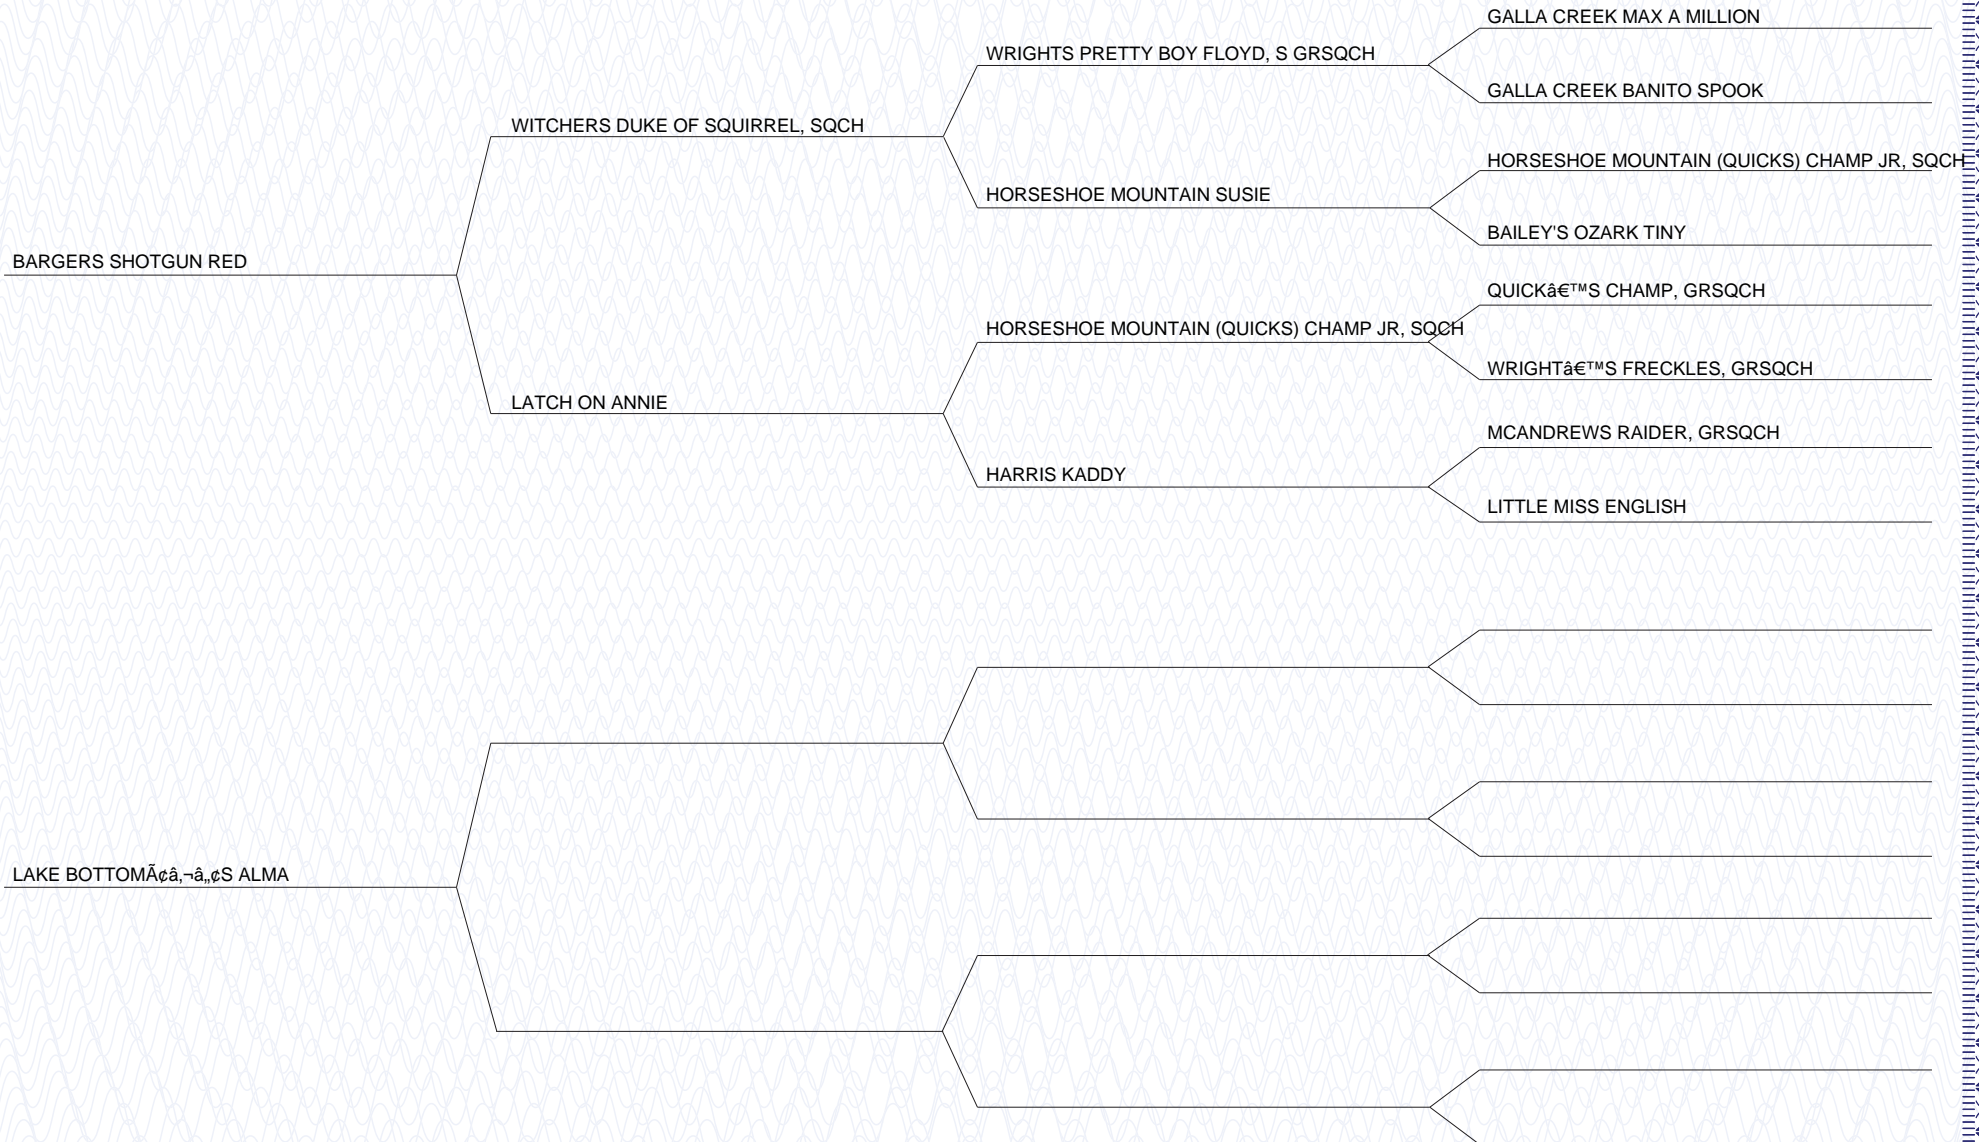 GALLA CREEK MAX A MILLION
WRIGHTS PRETTY BOY FLOYD, S GRSQCH
GALLA CREEK BANITO SPOOK
WITCHERS DUKE OF SQUIRREL, SQCH
HORSESHOE MOUNTAIN (QUICKS) CHAMP JR, SQCH
HORSESHOE MOUNTAIN SUSIE
BAILEY'S OZARK TINY
BARGERS SHOTGUN RED
QUICKâ€™S CHAMP, GRSQCH
HORSESHOE MOUNTAIN (QUICKS) CHAMP JR, SQCH
WRIGHTâ€™S FRECKLES, GRSQCH
LATCH ON ANNIE
MCANDREWS RAIDER, GRSQCH
HARRIS KADDY
LITTLE MISS ENGLISH
LAKE BOTTOMÃ¢â‚¬â„¢S ALMA